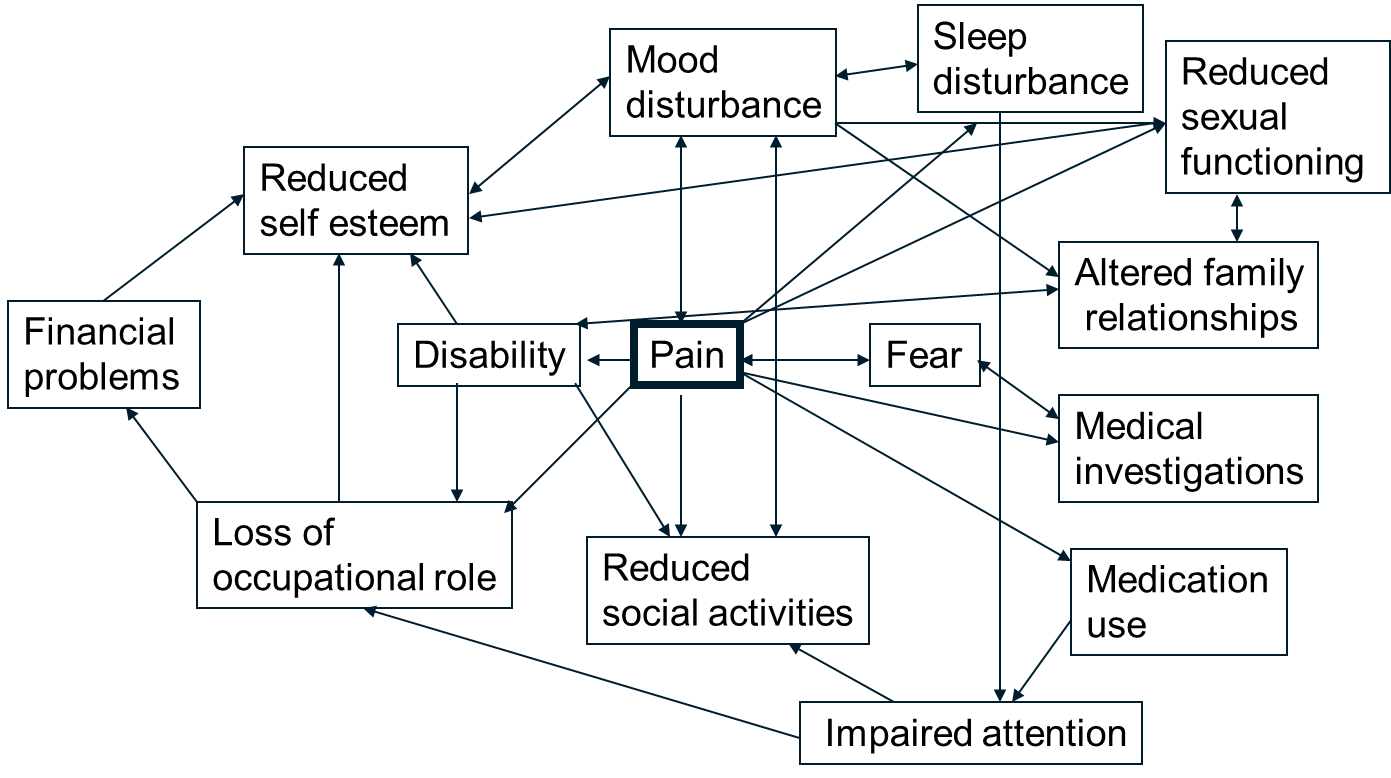 Sleep
disturbance
Mood
disturbance
Reduced
sexual
functioning
Reduced
self esteem
Altered family
relationships
Financial
problems
Disability
Pain
Fear
Medical
investigations
Loss of
occupational role
Reduced
social activities
Medication
use
Impaired attention